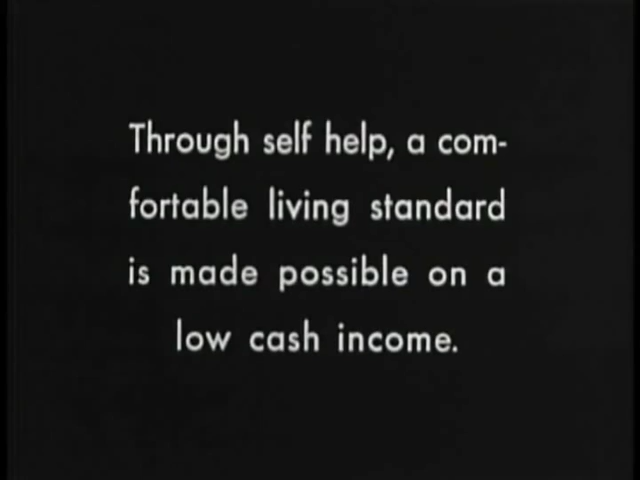 Through self help, a com-
fortable living standard
is made possible on a
low cash income.